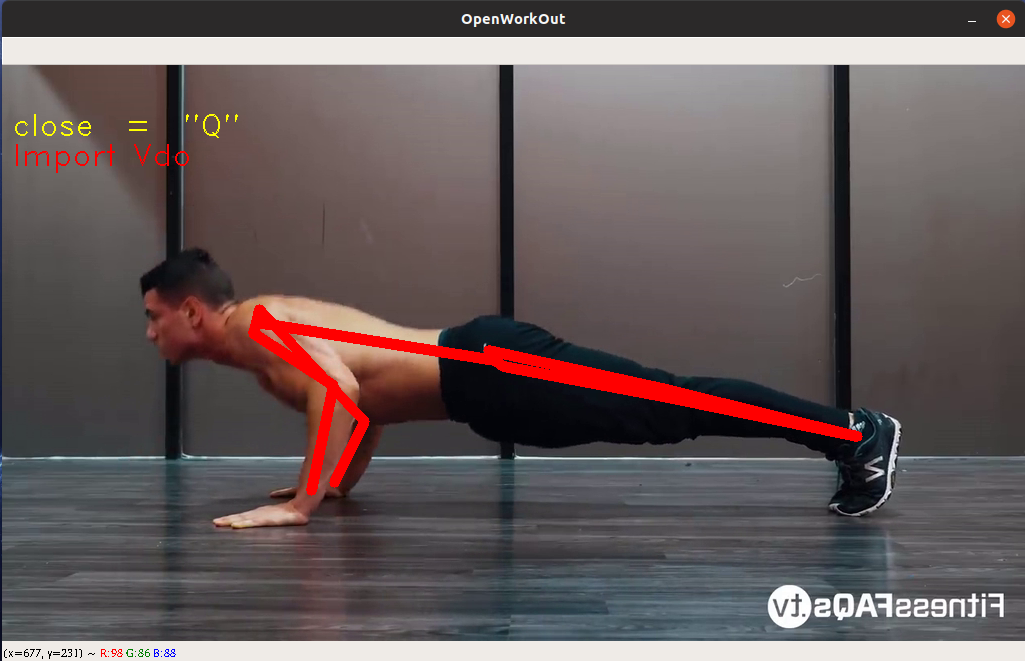 OpenWorkOut
close = "Q"
Import Vdo
FitnessFAQs.tv
(x=677, y=231) ~ R:98 G:86 B:88